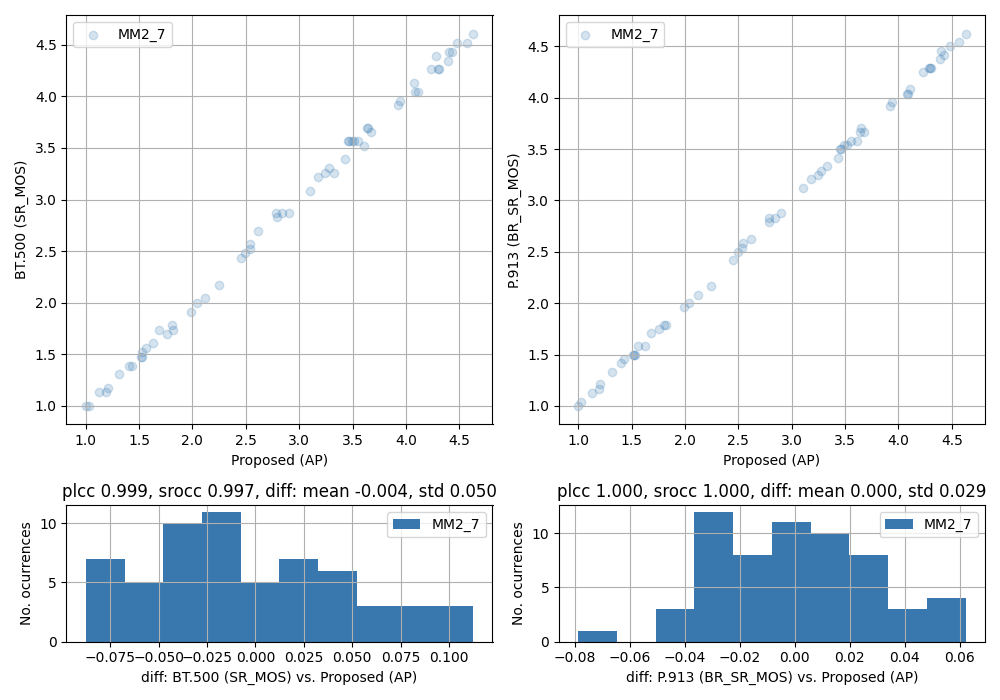 MM2_7
4.5
4.0
3.5
3.0
2.5
2.0
1.5
1.0
BT.500 (SR_MOS)
1.0 1.5 2.0 2.5 3.0 3.5 4.0 4.5
Proposed (AP)
MM2_7
4.5
4.0
3.5
3.0
2.5
2.0
1.5
1.0
P.913 (BR_SR_MOS)
1.0 1.5 2.0 2.5 3.0 3.5 4.0 4.5
Proposed (AP)
plcc 0.999, srocc 0.997, diff: mean -0.004, std 0.050
MM2_7
10
5
0
No. ocurrences
−0.075 −0.050 −0.025 0.000 0.025 0.050 0.075 0.100
diff: BT.500 (SR_MOS) vs. Proposed (AP)
plcc 1.000, srocc 1.000, diff: mean 0.000, std 0.029
MM2_7
10
5
0
No. ocurrences
−0.08 −0.06 −0.04 −0.02 0.00 0.02 0.04 0.06
diff: P.913 (BR_SR_MOS) vs. Proposed (AP)